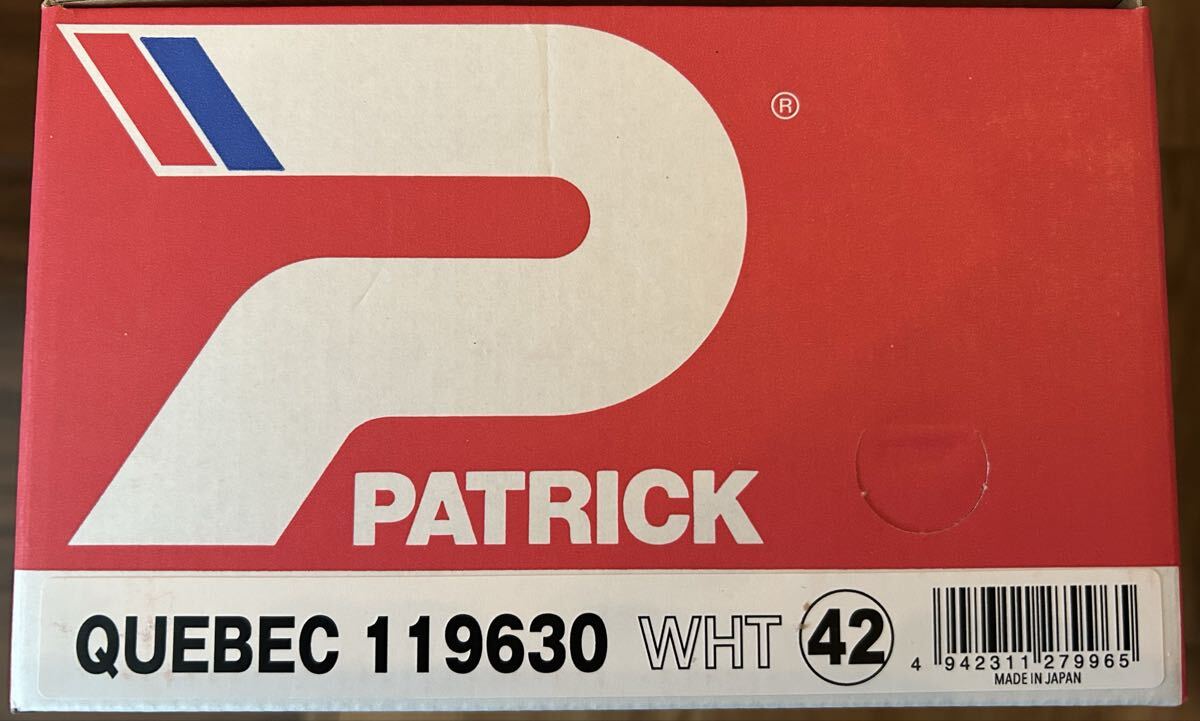 ®
PATRICK
QUEBEC 119630 WHT 42
4 942311 279965
MADE IN JAPAN